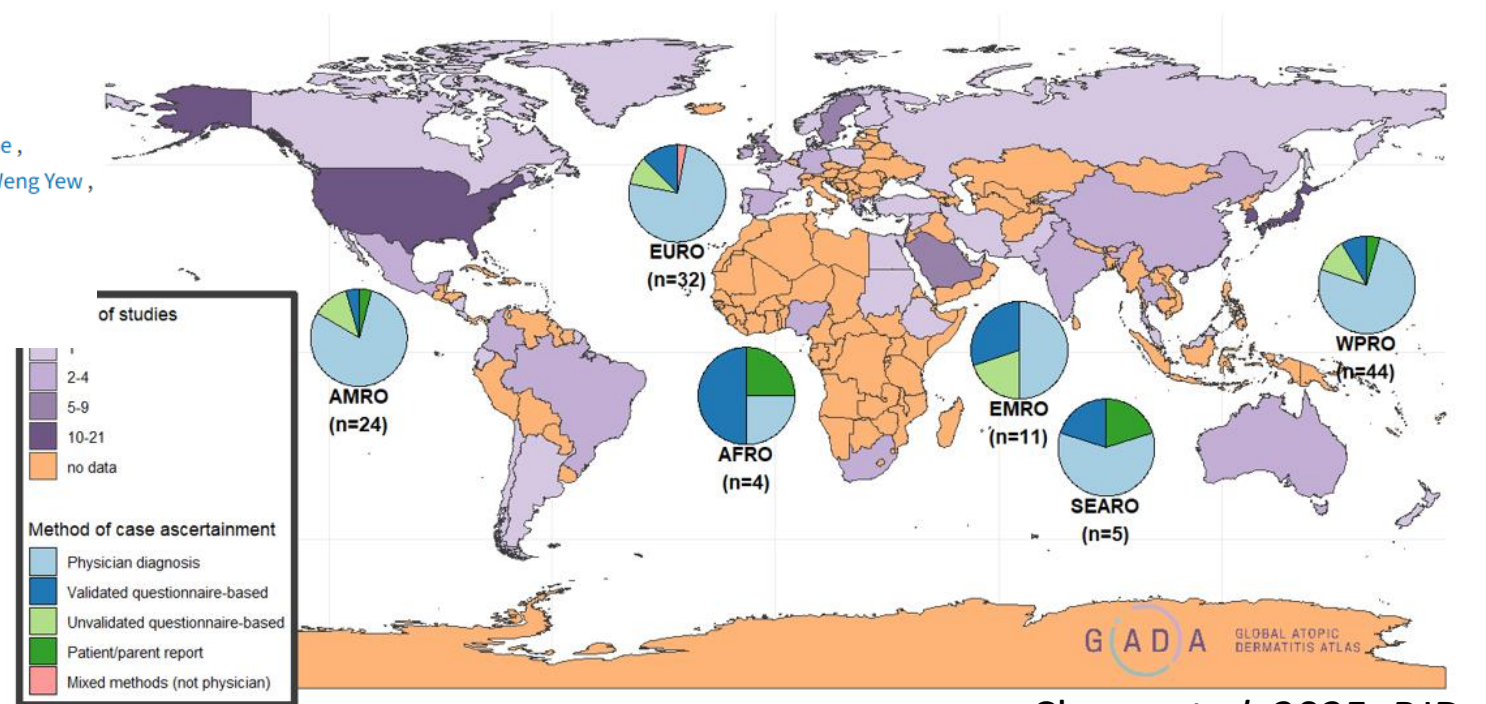 e ,
Weng Yew ,
EURO
(n=32)
of studies
2-4
5-9
10-21
no data
AMRO
(n=24)
WPRO
(n=44)
EMRO
(n=11)
AFRO
(n=4)
SEARO
(n=5)
Method of case ascertainment
Physician diagnosis
Validated questionnaire-based
Unvalidated questionnaire-based
Patient/parent report
Mixed methods (not physician)
GADA
GLOBAL ATOPIC
DERMATITIS ATLAS